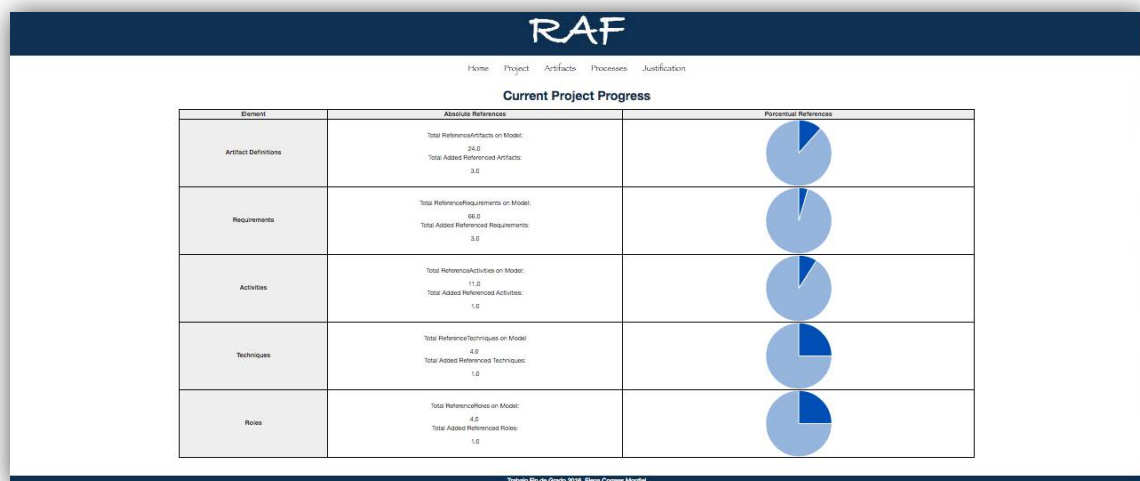 RAF
Home Project Artifacts Processes Justification
Current Project Progress
Element Absolute References Porcentual References
Artifact Definitions
Total ReferenceArtifacts on Model:
24.0
Total Added Referenced Artifacts:
3.0
Requirements
Total ReferenceRequirements on Model:
66.0
Total Added Referenced Requirements:
3.0
Activities
Total ReferenceActivities on Model:
11.0
Total Added Referenced Activities:
1.0
Techniques
Total ReferenceTechniques on Model
4.0
Total Added Referenced Techniques:
1.0
Roles
Total ReferenceRoles on Model:
4.0
Total Added Referenced Roles:
1.0
Trabajo Fin de Grado 2016. Elena